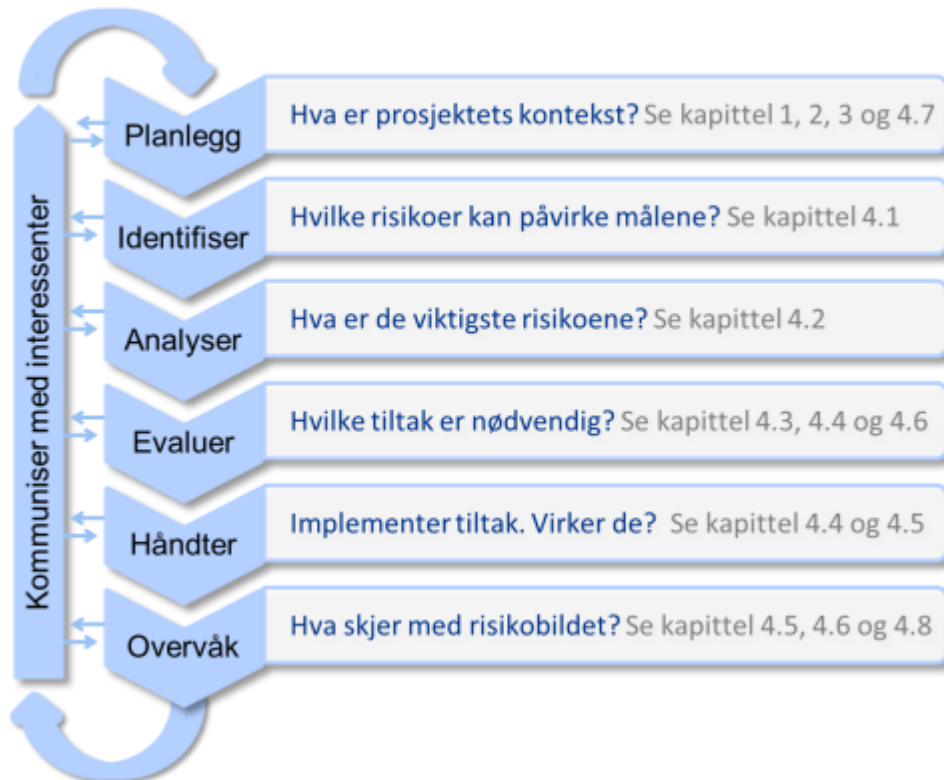 Kommuniser med interessenter
Planlegg
Hva er prosjektets kontekst? Se kapittel 1, 2, 3 og 4.7
Identifiser
Hvilke risikoer kan påvirke målene? Se kapittel 4.1
Analyser
Hva er de viktigste risikoene? Se kapittel 4.2
Evaluer
Hvilke tiltak er nødvendig? Se kapittel 4.3, 4.4 og 4.6
Håndter
Implementer tiltak. Virker de? Se kapittel 4.4 og 4.5
Overvåk
Hva skjer med risikobildet? Se kapittel 4.5, 4.6 og 4.8